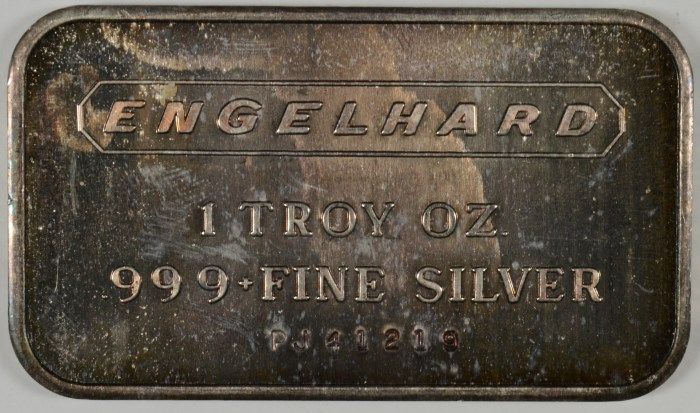 ENGELHARD
1 TROY OZ.
.999+ FINE SILVER
PJ41219